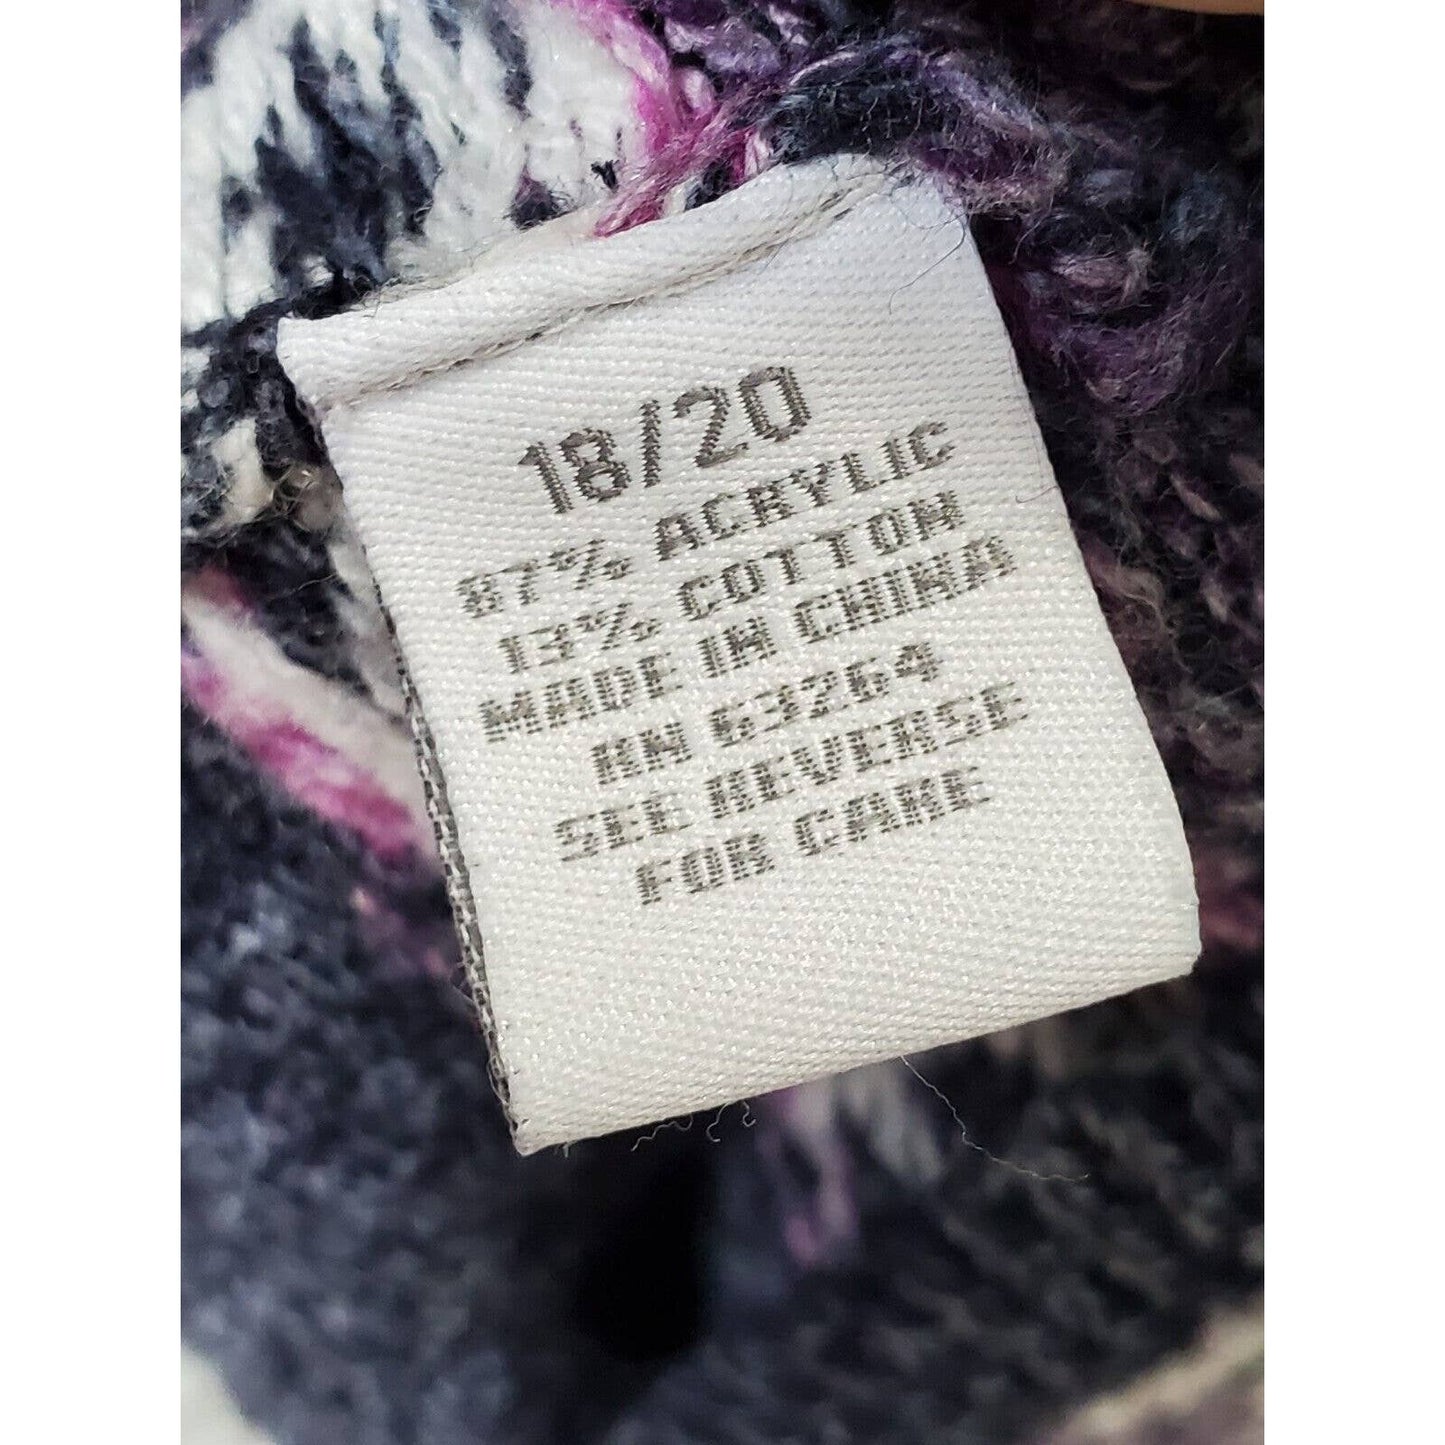 18/20
87% ACRYLIC
13% COTTON
MADE IN CHINA
RN 63264
SEE REVERSE
FOR CARE